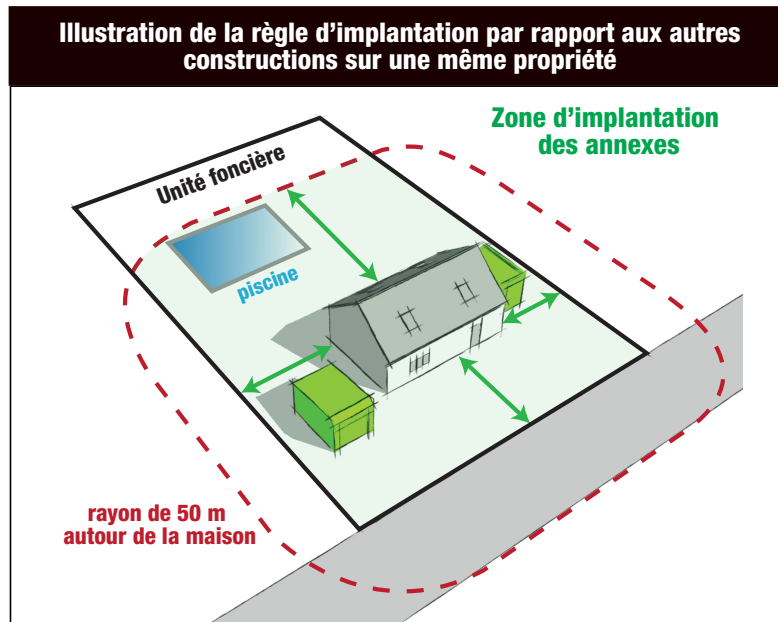 Illustration de la règle d’implantation par rapport aux autres
constructions sur une même propriété
Zone d’implantation
des annexes
Unité foncière
piscine
rayon de 50 m
autour de la maison